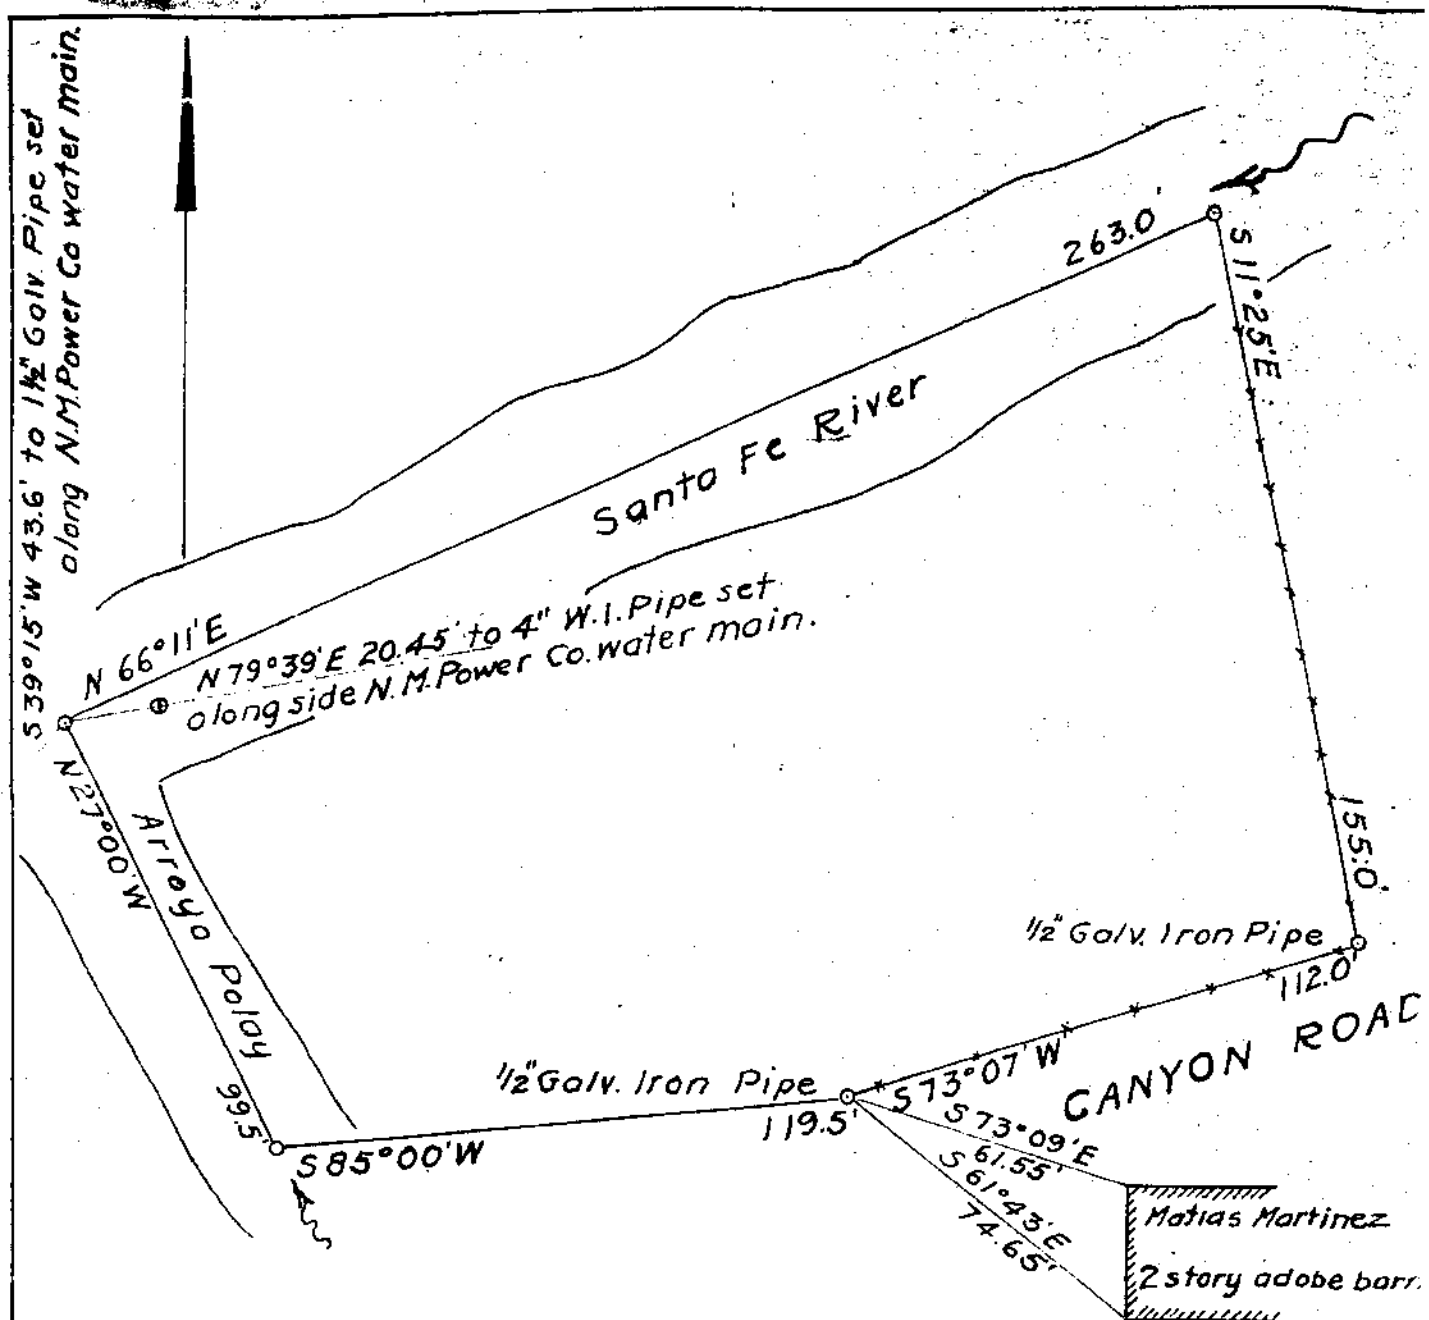 S 39°15' W 43.6' to 1½" Galv. Pipe set
along N.M.Power Co water main.
263.0'
S 11°25'E
Santa Fe River
N 66°11'E
N 79°39'E 20.45' to 4" W.I. Pipe set
along side N.M.Power Co. water main.
N 27°00'W
Arroyo Polay
99.5'
155.0'
½" Galv. Iron Pipe
112.0'
CANYON ROAD
½" Galv. Iron Pipe
S 73°07' W
119.5'
S 85°00'W
S 73°09'E
61.55'
S 61°43'E
74.65'
Matias Martinez
2 story adobe barn